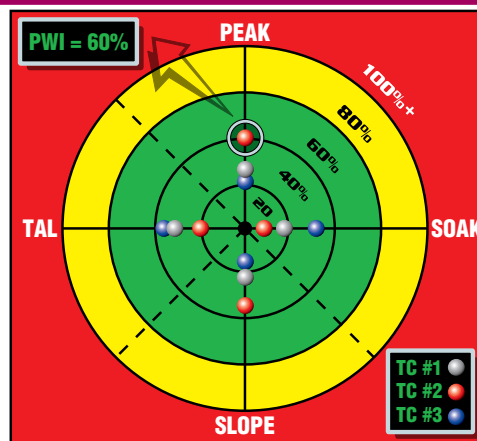 PWI = 60%
PEAK
100%+
80%
60%
40%
20
TAL
SOAK
SLOPE
TC #1
TC #2
TC #3